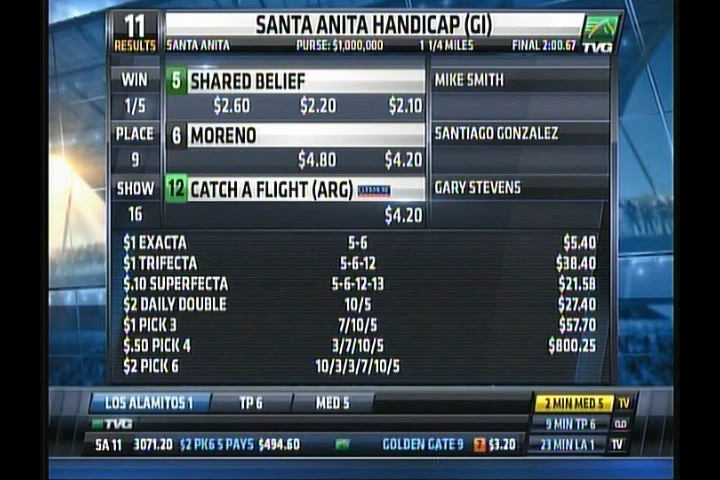 11 SANTA ANITA HANDICAP (GI)
RESULTS SANTA ANITA PURSE: $1,000,000 1 1/4 MILES FINAL 2:00.67 TVG
WIN 5 SHARED BELIEF MIKE SMITH
1/5 $2.60 $2.20 $2.10
PLACE 6 MORENO SANTIAGO GONZALEZ
9 $4.80 $4.20
SHOW 12 CATCH A FLIGHT (ARG) GARY STEVENS
16 $4.20
$1 EXACTA 5-6 $5.40
$1 TRIFECTA 5-6-12 $38.40
$.10 SUPERFECTA 5-6-12-13 $21.58
$2 DAILY DOUBLE 10/5 $27.40
$1 PICK 3 7/10/5 $57.70
$.50 PICK 4 3/7/10/5 $800.25
$2 PICK 6 10/3/3/7/10/5
LOS ALAMITOS 1 TP 6 MED 5 2 MIN MED 5 TV
TVG 9 MIN TP 6
SA 11 3071.20 $2 PK6 5 PAYS $494.60 GOLDEN GATE 9 7 $3.20 23 MIN LA 1 TV